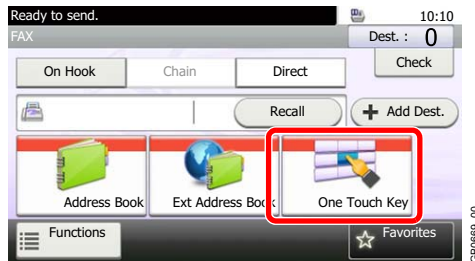 Ready to send.
10:10
FAX
Dest. :
0
On Hook
Chain
Direct
Check
Recall
Add Dest.
Address Book
Ext Address Book
One Touch Key
Functions
Favorites
GB0669_00